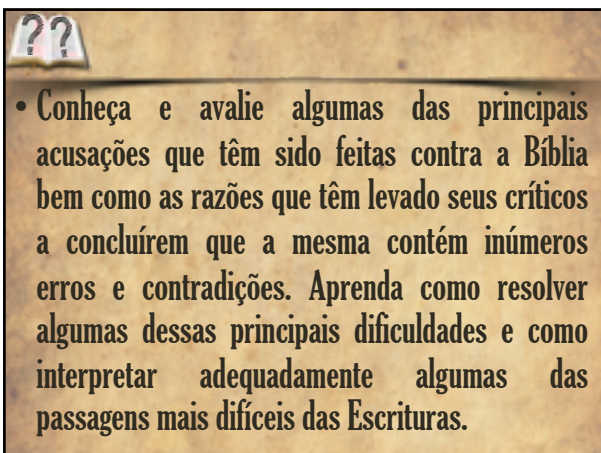 ??
• Conheça e avalie algumas das principais
acusações que têm sido feitas contra a Bíblia
bem como as razões que têm levado seus críticos
a concluírem que a mesma contém inúmeros
erros e contradições. Aprenda como resolver
algumas dessas principais dificuldades e como
interpretar adequadamente algumas das
passagens mais difíceis das Escrituras.